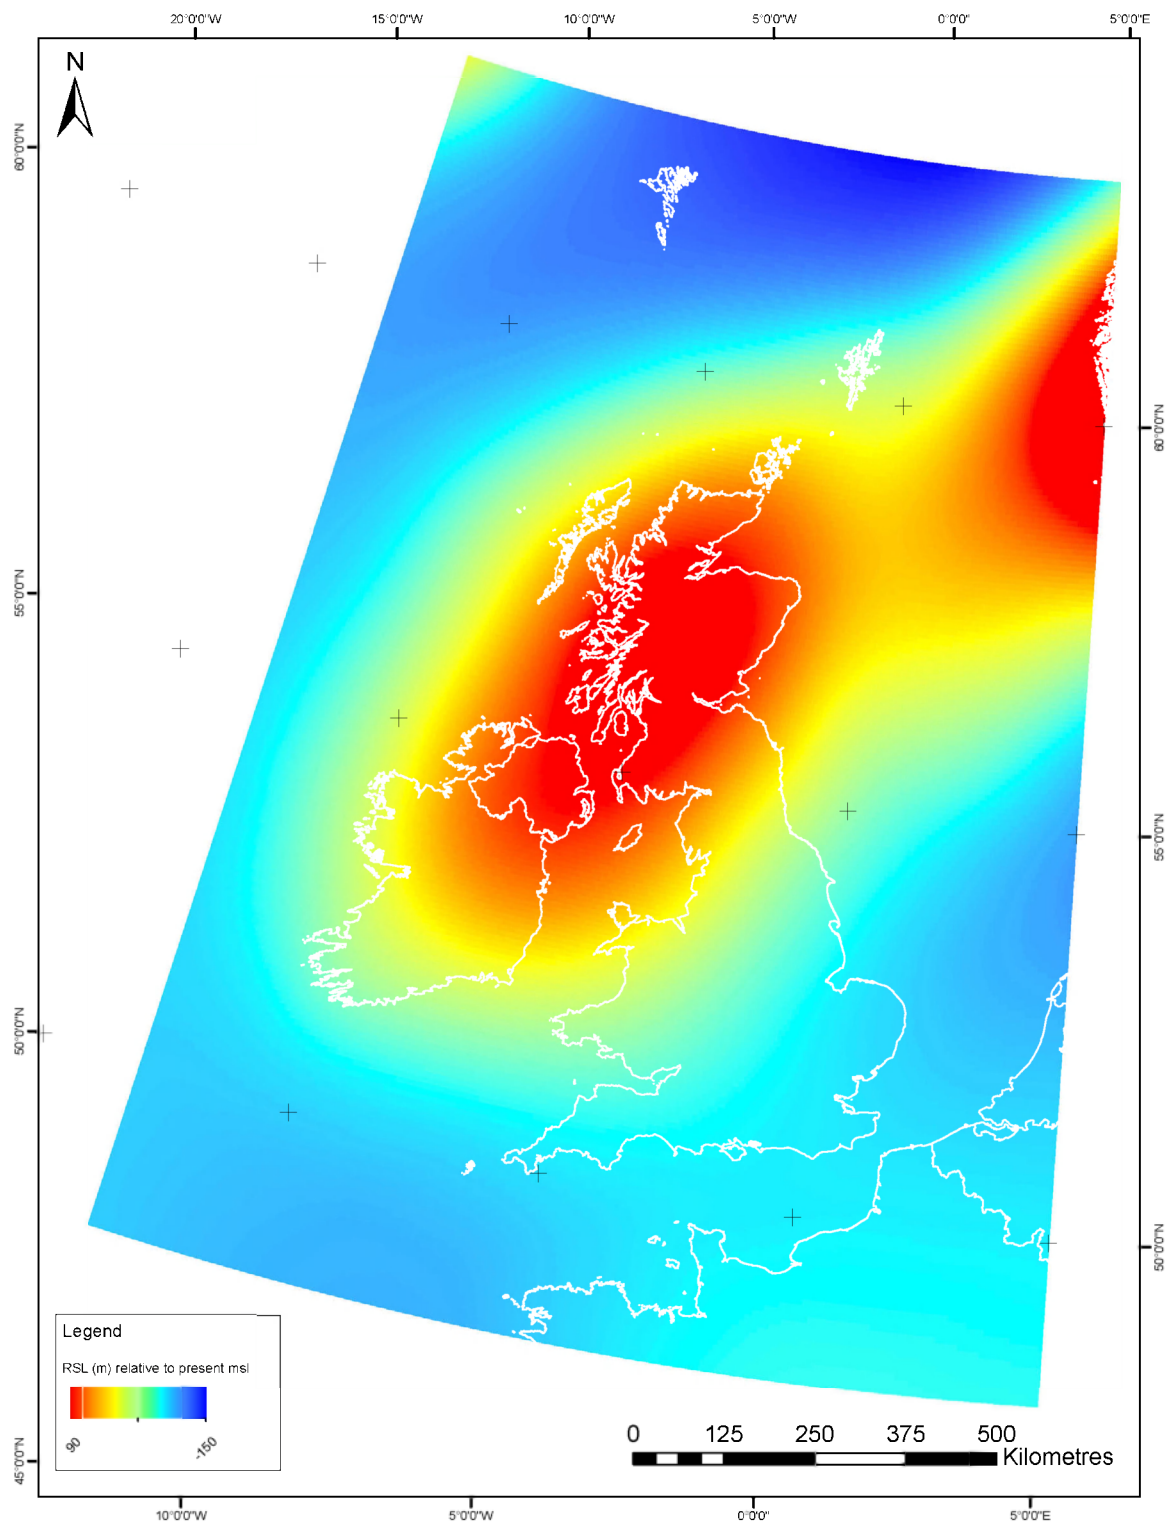 20°0'0"W 15°0'0"W 10°0'0"W 5°0'0"W 0°0'0" 5°0'0"E
N
60°0'0"N
60°0'0"N
55°0'0"N
55°0'0"N
50°0'0"N
50°0'0"N
Legend
RSL (m) relative to present msl
90 -150
0 125 250 375 500
Kilometres
45°0'0"N
10°0'0"W 5°0'0"W 0°0'0" 5°0'0"E